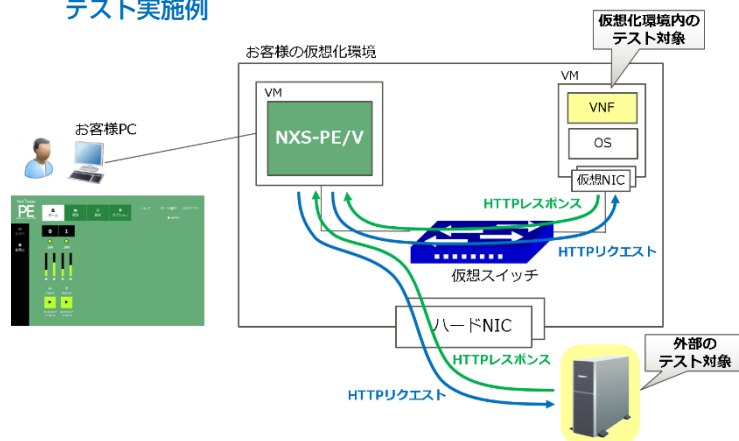 テスト実施例
仮想化環境内の
テスト対象
お客様の仮想化環境
VM
NXS-PE/V
VM
VNF
OS
仮想NIC
お客様PC
PE
ホーム
0 1
HTTPレスポンス
HTTPリクエスト
仮想スイッチ
ハードNIC
HTTPレスポンス
HTTPリクエスト
外部の
テスト対象